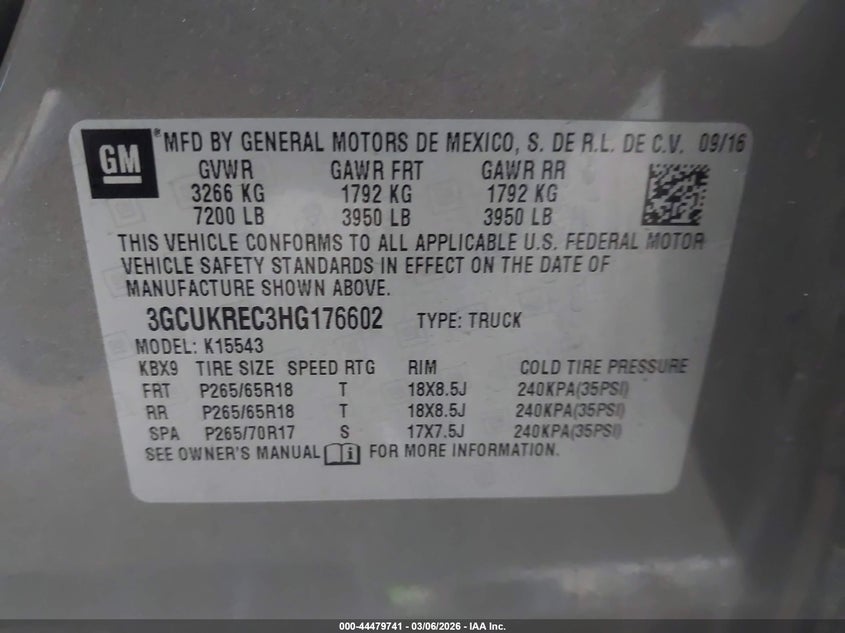 GM ® MFD BY GENERAL MOTORS DE MEXICO, S. DE R.L. DE C.V. 09/16
GVWR GAWR FRT GAWR RR
3266 KG 1792 KG 1792 KG
7200 LB 3950 LB 3950 LB
THIS VEHICLE CONFORMS TO ALL APPLICABLE U.S. FEDERAL MOTOR
VEHICLE SAFETY STANDARDS IN EFFECT ON THE DATE OF
MANUFACTURE SHOWN ABOVE.
3GCUKREC3HG176602 TYPE: TRUCK
MODEL: K15543
KBX9 TIRE SIZE SPEED RTG RIM COLD TIRE PRESSURE
FRT P265/65R18 T 18X8.5J 240KPA(35PSI)
RR P265/65R18 T 18X8.5J 240KPA(35PSI)
SPA P265/70R17 S 17X7.5J 240KPA(35PSI)
SEE OWNER'S MANUAL i FOR MORE INFORMATION.
000-44479741 — 03/06/2026 — IAA Inc.